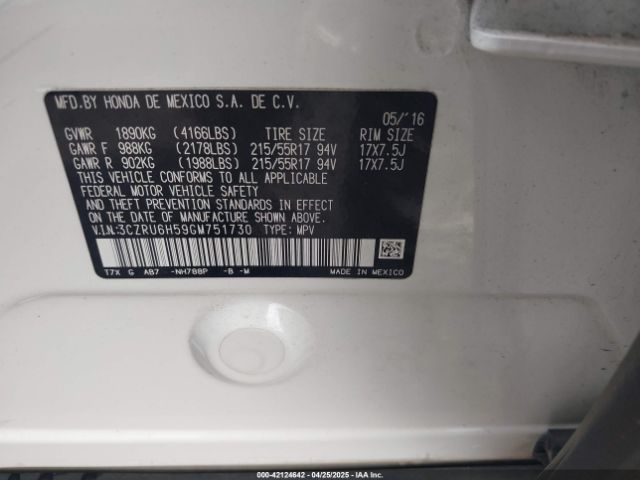 MFD.BY HONDA DE MEXICO S.A. DE C.V.
05/'16
GVWR 1890KG (4166LBS) TIRE SIZE RIM SIZE
GAWR F 988KG (2178LBS) 215/55R17 94V 17X7.5J
GAWR R 902KG (1988LBS) 215/55R17 94V 17X7.5J
THIS VEHICLE CONFORMS TO ALL APPLICABLE
FEDERAL MOTOR VEHICLE SAFETY
AND THEFT PREVENTION STANDARDS IN EFFECT ON
THE DATE OF MANUFACTURE SHOWN ABOVE.
V.I.N:3CZRU6H59GM751730 TYPE: MPV
T7X G AB7 -NH788P -B -M
MADE IN MEXICO
000-42124642 - 04/25/2025 - IAA Inc.